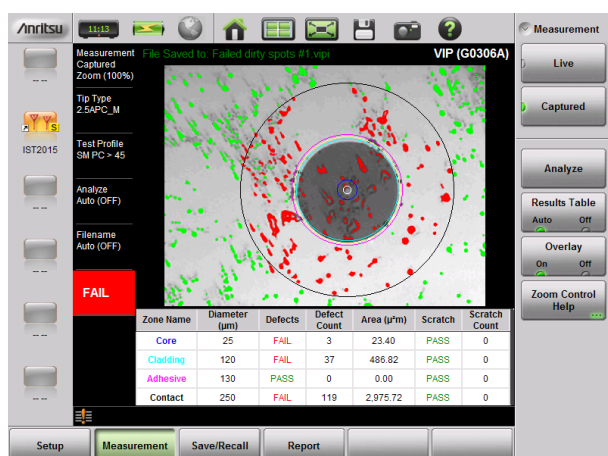 Anritsu
11:13
Measurement
Captured
Zoom (100%)
Tip Type
2.5APC_M
Test Profile
SM PC > 45
Analyze
Auto (OFF)
Filename
Auto (OFF)
FAIL
-- --
S
IST2015
-- --
-- --
-- --
-- --
File Saved to: Failed dirty spots #1.vipi
VIP (G0306A)
Zone Name Diameter (µm) Defects Defect Count Area (µ²m) Scratch Scratch Count
Core 25 FAIL 3 23.40 PASS 0
Cladding 120 FAIL 37 486.82 PASS 0
Adhesive 130 PASS 0 0.00 PASS 0
Contact 250 FAIL 119 2,975.72 PASS 0
Measurement
Live
Captured
Analyze
Results Table
Auto Off
Overlay
On Off
Zoom Control
Help
Setup Measurement Save/Recall Report